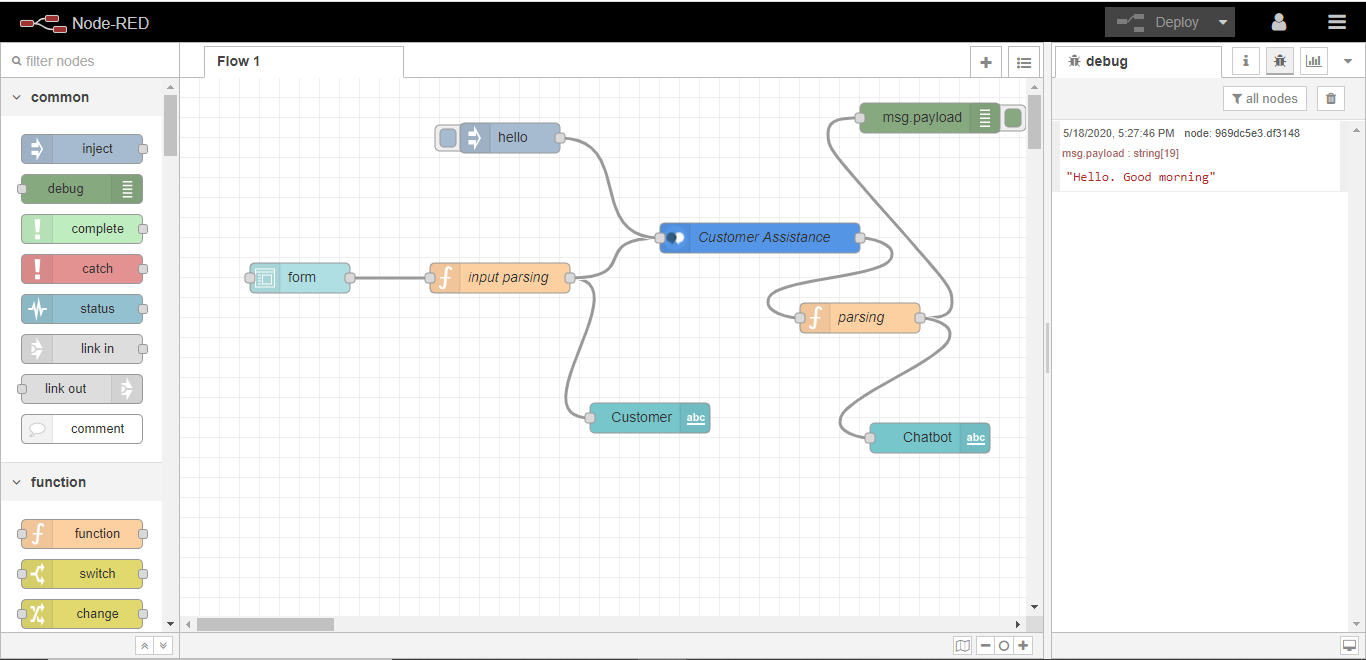 Node-RED
Deploy
filter nodes
Flow 1
debug
i
all nodes
common
inject
debug
complete
catch
status
link in
link out
comment
function
function
switch
change
hello
form
input parsing
Customer Assistance
parsing
msg.payload
Customer
abc
Chatbot
abc
5/18/2020, 5:27:46 PM node: 969dc5e3.df3148
msg.payload : string[19]
"Hello. Good morning"